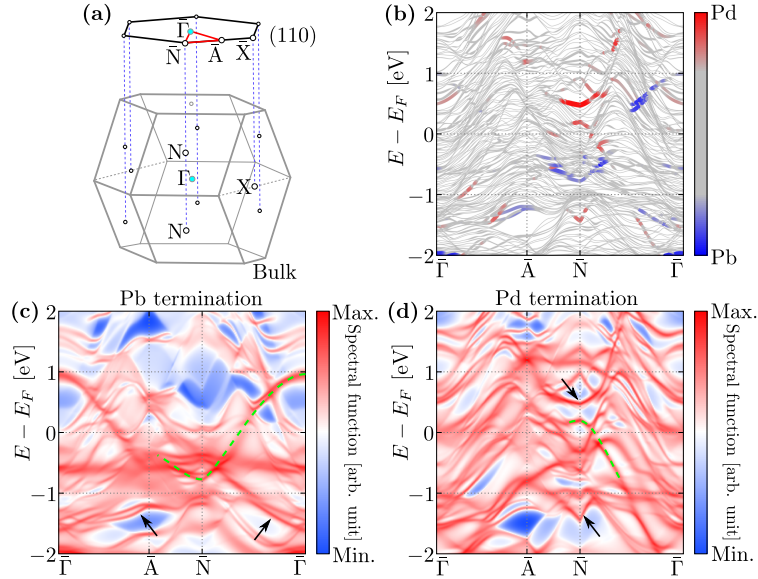 (a)
Γ̄
(110)
N̄
Ā
X̄
N
Γ
X
N
Bulk
(b)
E − E_F [eV]
2
1
0
−1
−2
Γ̄
Ā
N̄
Γ̄
Pd
Pb
(c)
Pb termination
E − E_F [eV]
2
1
0
−1
−2
Γ̄
Ā
N̄
Γ̄
Max.
Spectral function [arb. unit]
Min.
(d)
Pd termination
E − E_F [eV]
2
1
0
−1
−2
Γ̄
Ā
N̄
Γ̄
Max.
Spectral function [arb. unit]
Min.